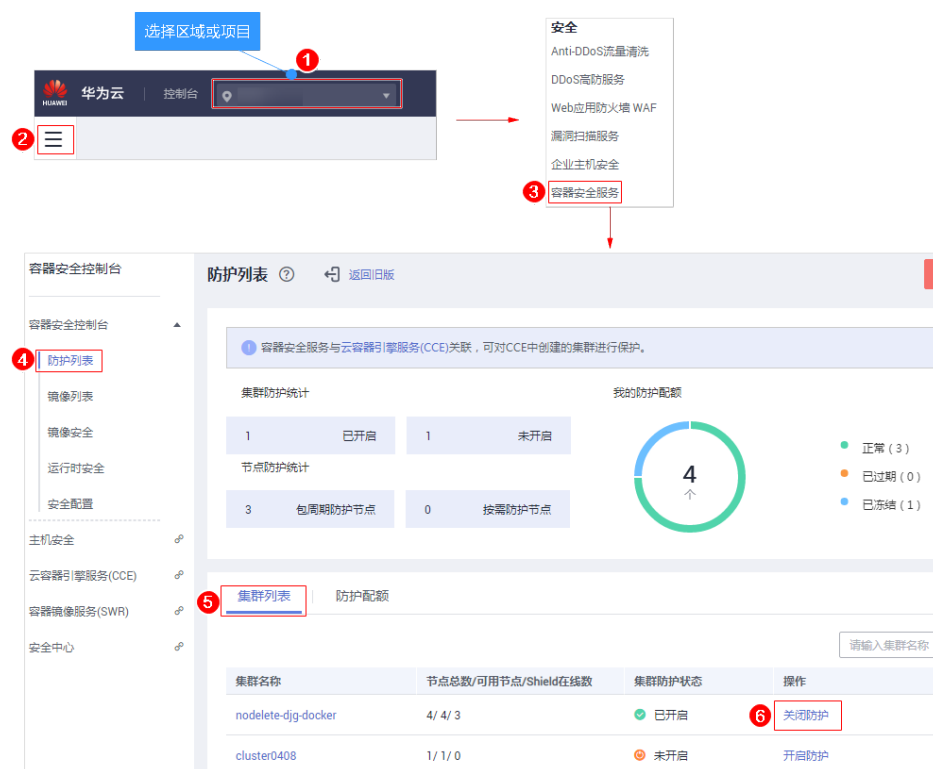 选择区域或项目
1
HUAWEI 华为云 控制台
2
安全
Anti-DDoS流量清洗
DDoS高防服务
Web应用防火墙 WAF
漏洞扫描服务
企业主机安全
3 容器安全服务
容器安全控制台
防护列表 ? 返回旧版
容器安全控制台
4 防护列表
镜像列表
镜像安全
运行时安全
安全配置
主机安全
云容器引擎服务(CCE)
容器镜像服务(SWR)
安全中心
! 容器安全服务与云容器引擎服务(CCE)关联，可对CCE中创建的集群进行保护。
集群防护统计
1 已开启 1 未开启
节点防护统计
3 包周期防护节点 0 按需防护节点
我的防护配额
4
个
正常 ( 3 )
已过期 ( 0 )
已冻结 ( 1 )
5 集群列表 防护配额
请输入集群名称
集群名称 节点总数/可用节点/Shield在线数 集群防护状态 操作
nodelete-djg-docker 4/ 4/ 3 已开启 6 关闭防护
cluster0408 1/ 1/ 0 未开启 开启防护